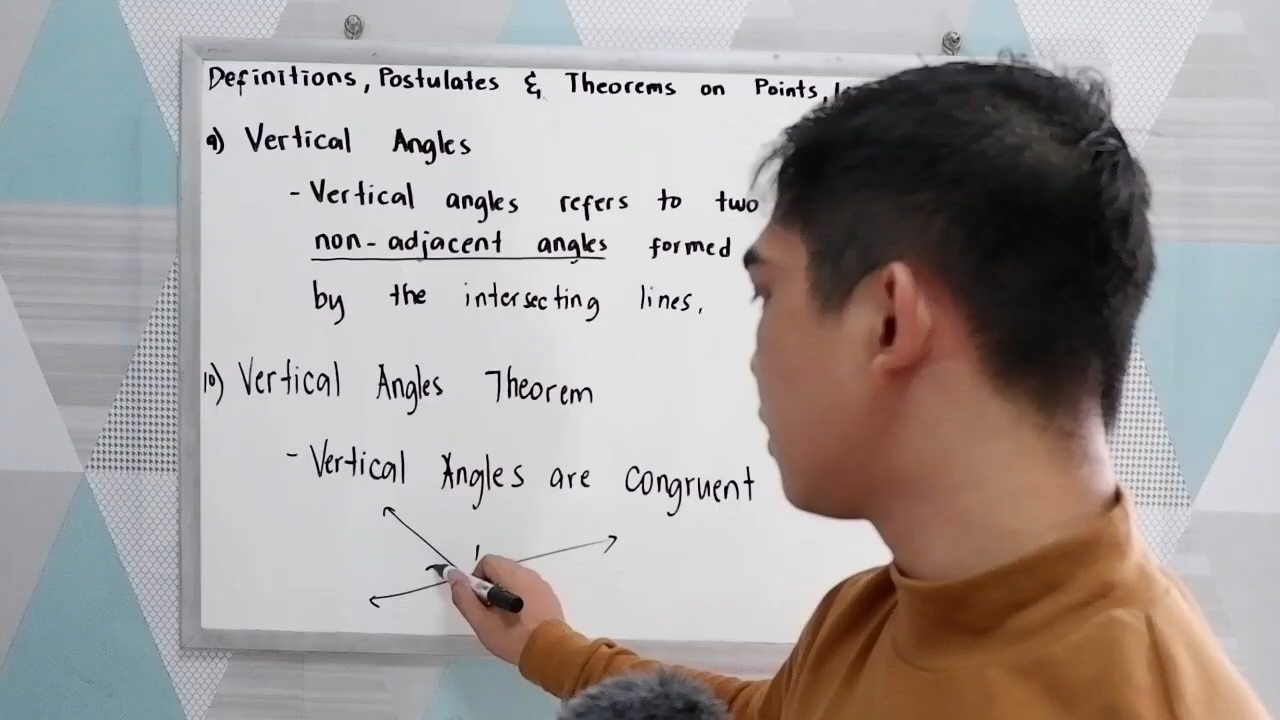 Definitions, Postulates & Theorems on Points,
9) Vertical Angles
- Vertical angles refers to two
non-adjacent angles formed
by the intersecting lines.
10) Vertical Angles Theorem
- Vertical Angles are congruent
1